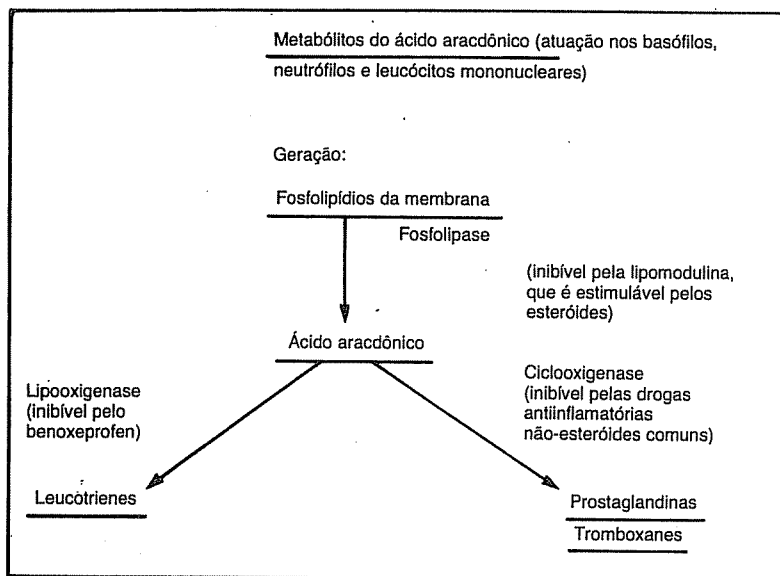 Metabólitos do ácido aracdônico (atuação nos basófilos,
neutrófilos e leucócitos mononucleares)
Geração:
Fosfolipídios da membrana
Fosfolipase
(inibível pela lipomodulina,
que é estimulável pelos
esteróides)
Ácido aracdônico
Lipooxigenase
(inibível pelo
benoxeprofen)
Ciclooxigenase
(inibível pelas drogas
antiinflamatórias
não-esteróides comuns)
Leucòtrienes
Prostaglandinas
Tromboxanes